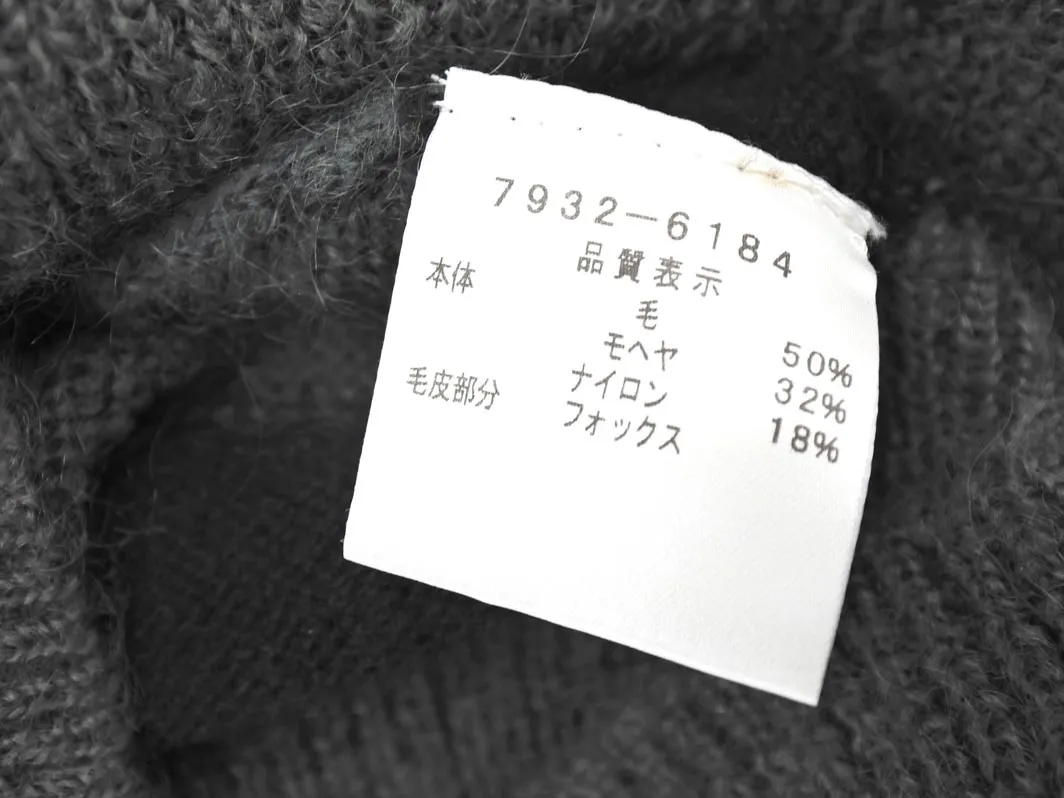 7932−6184
品質表示
本体 毛 50%
モヘヤ 32%
ナイロン 18%
毛皮部分 フォックス